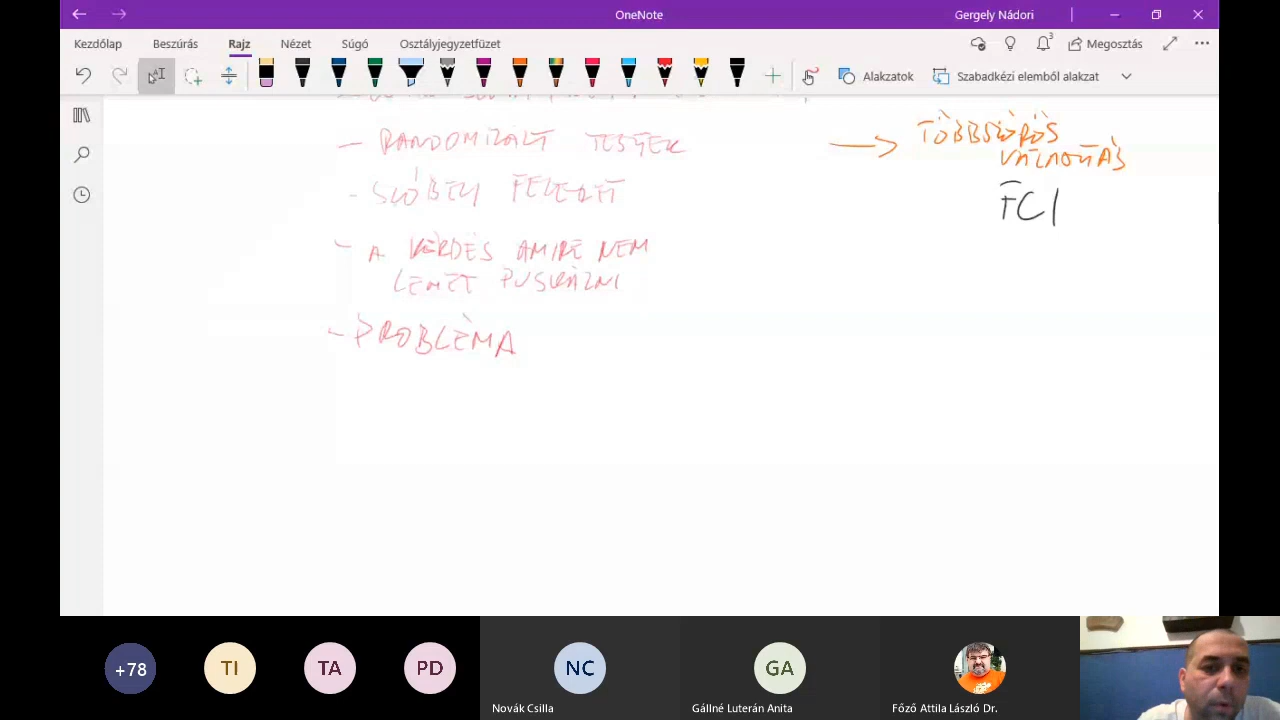 OneNote
Gergely Nádori
Kezdőlap
Beszúrás
Rajz
Nézet
Súgó
Osztályjegyzetfüzet
3
Megosztás
Alakzatok
Szabadkézi elemből alakzat
- RANDOMIZÁLT TESZTEK
TÖBBSZÖRÖS
VÁLASZTÁS
FCI
- SZÓBELI FELELET
- A KÉRDÉS AMIRE NEM
LEHET PUSKÁZNI
- PROBLÉMA
+78
TI
TA
PD
NC
GA
Novák Csilla
Gállné Luterán Anita
Főző Attila László Dr.